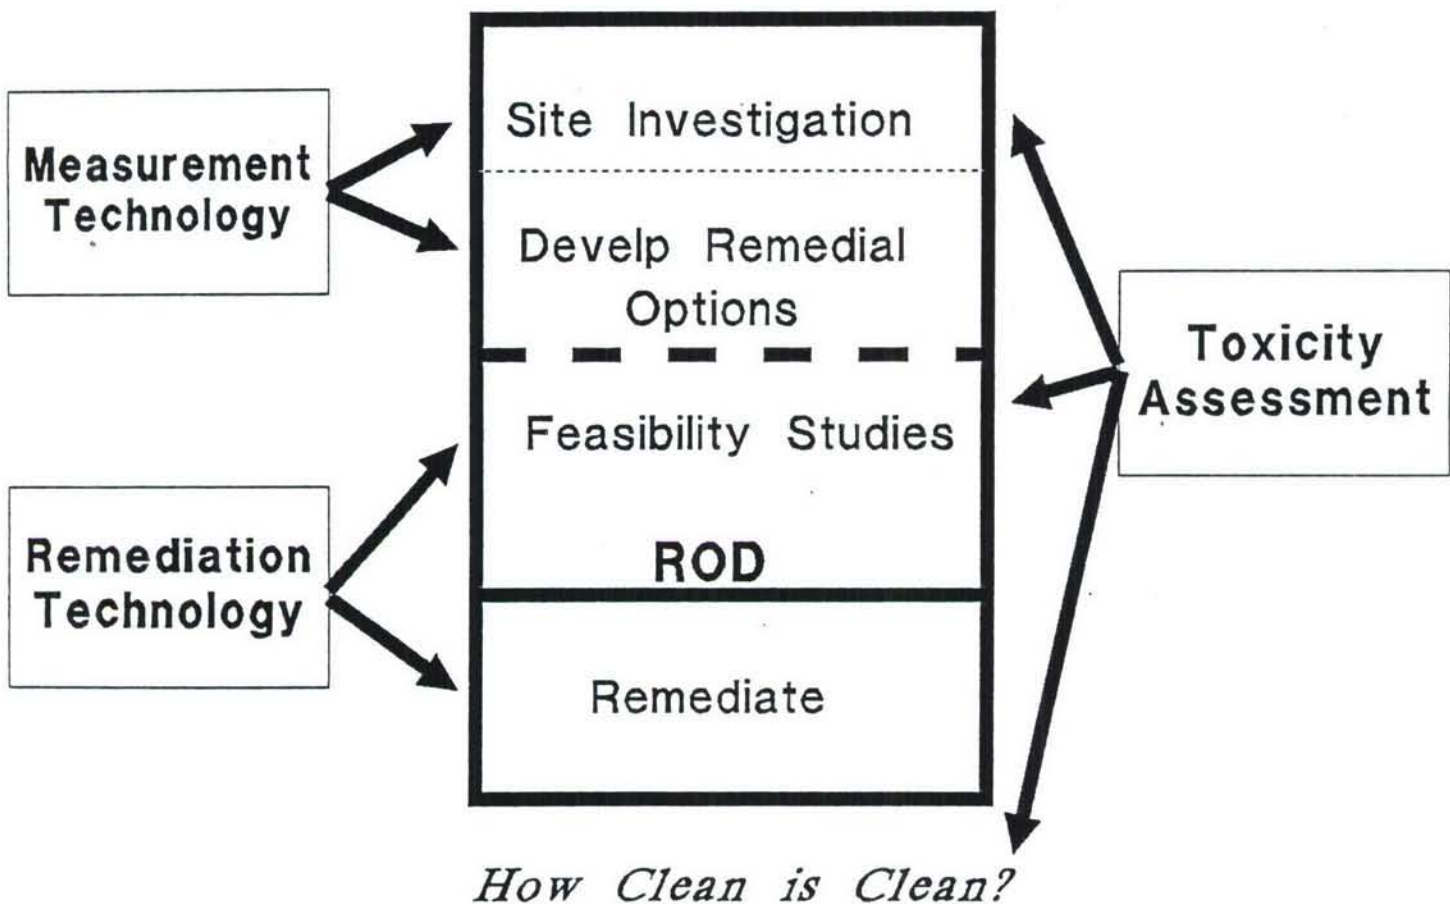 Measurement
Technology
Remediation
Technology
Site Investigation
Develp Remedial
Options
Feasibility Studies
ROD
Remediate
Toxicity
Assessment
How Clean is Clean?